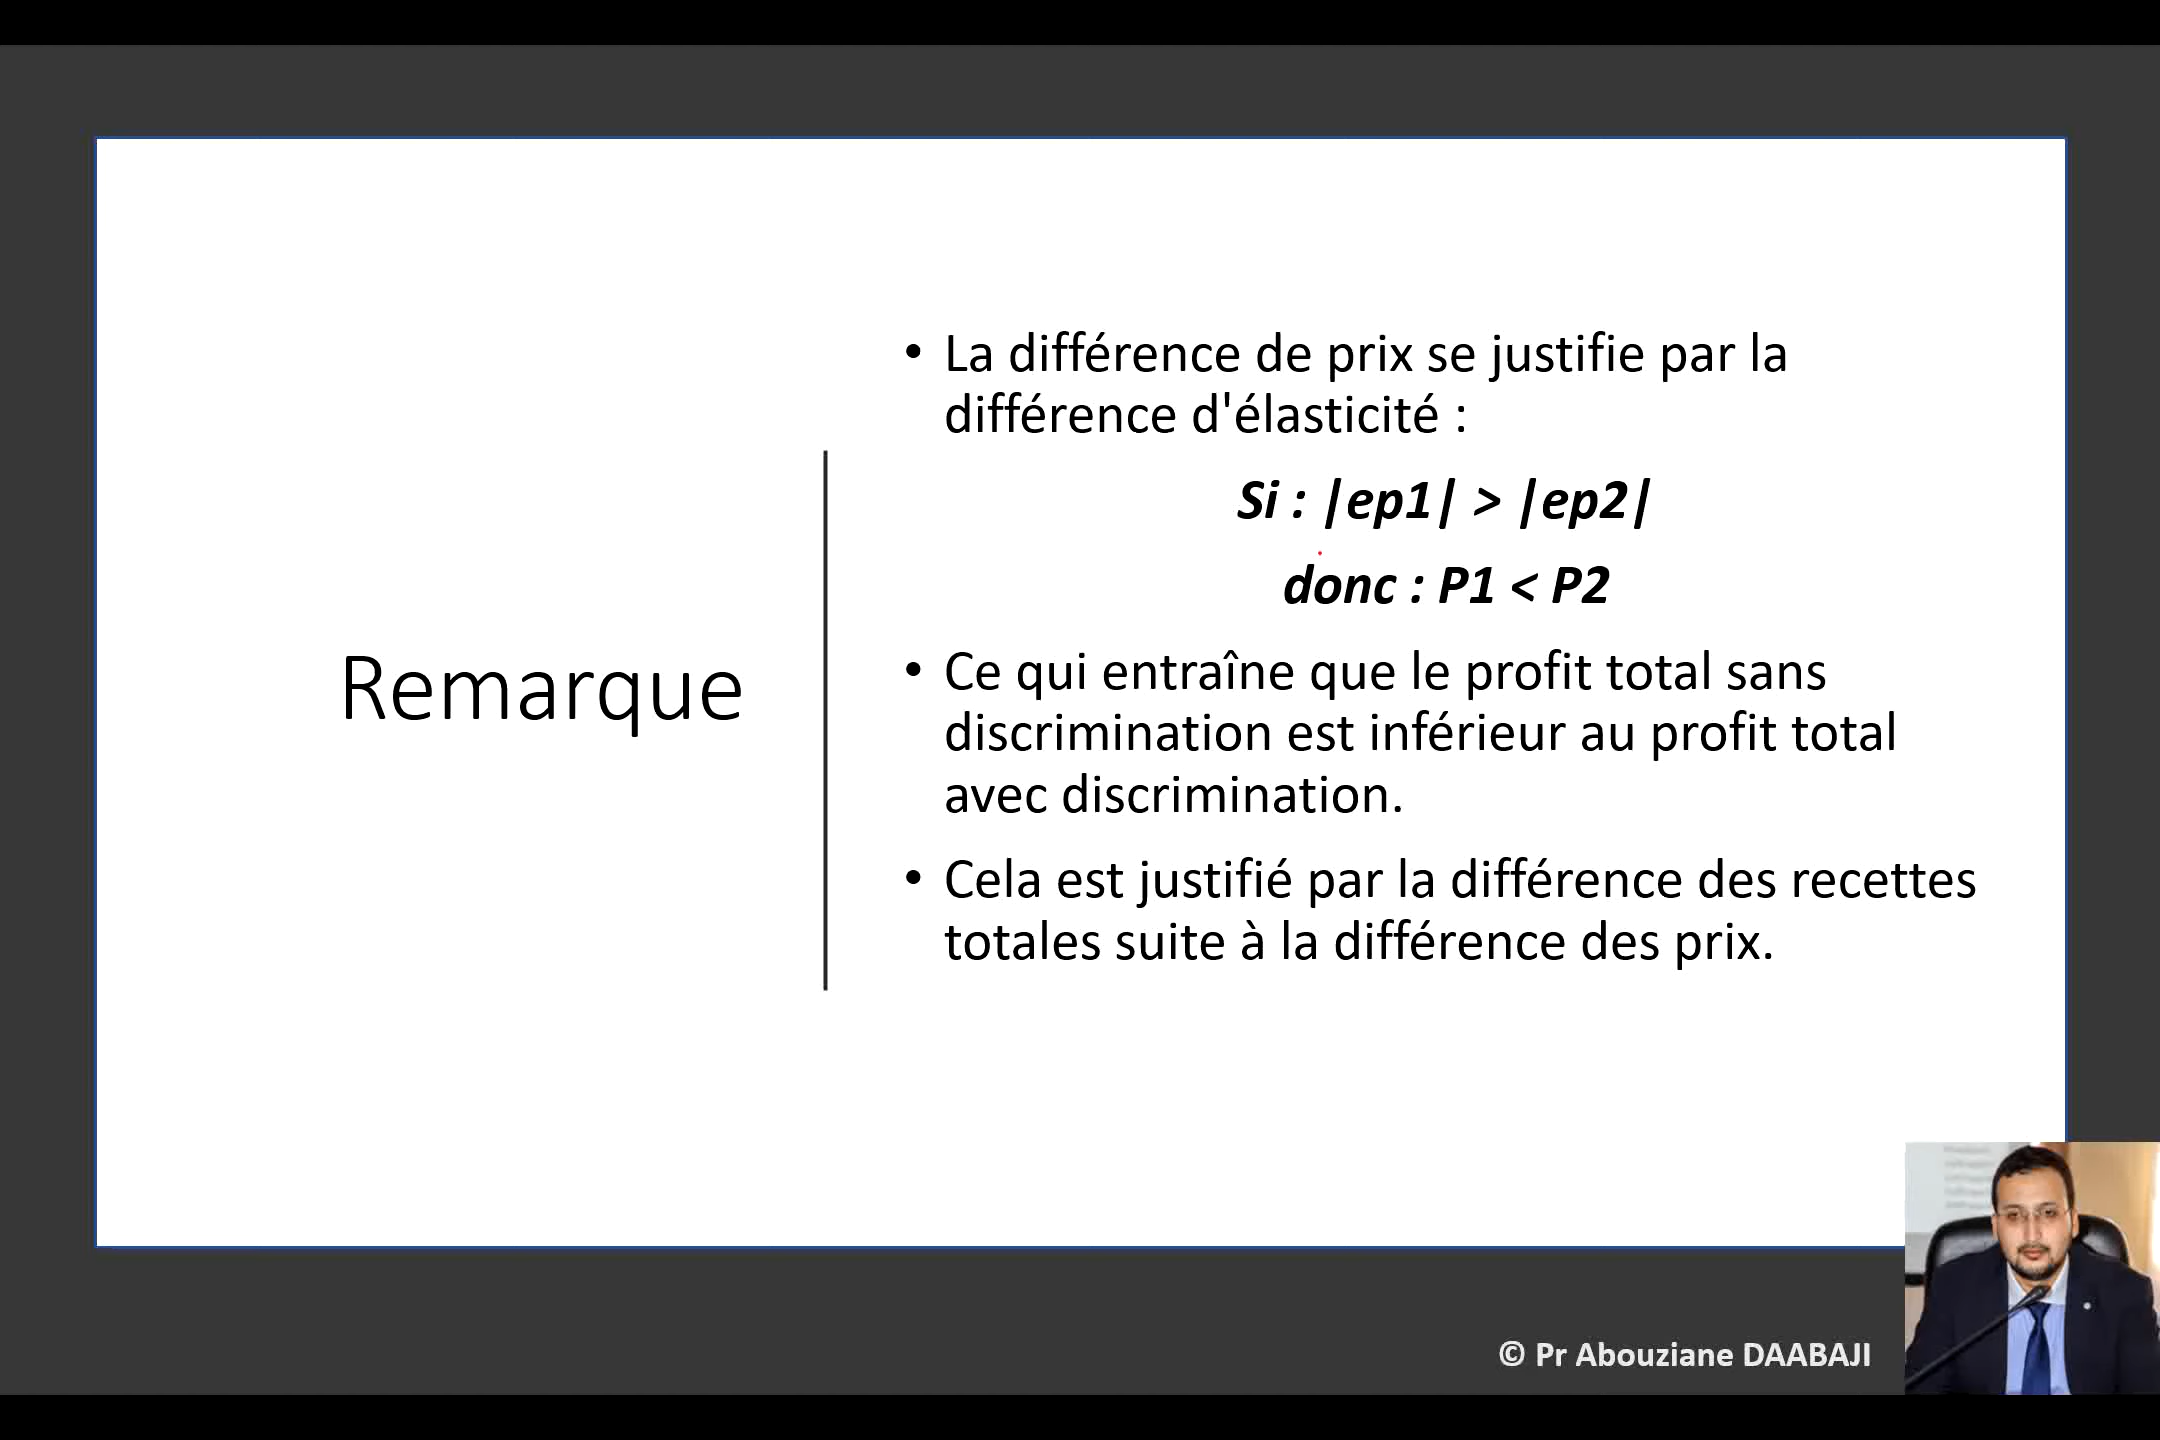 Remarque
• La différence de prix se justifie par la
différence d'élasticité :
Si : |ep1| > |ep2|
donc : P1 < P2
• Ce qui entraîne que le profit total sans
discrimination est inférieur au profit total
avec discrimination.
• Cela est justifié par la différence des recettes
totales suite à la différence des prix.
© Pr Abouziane DAABAJI